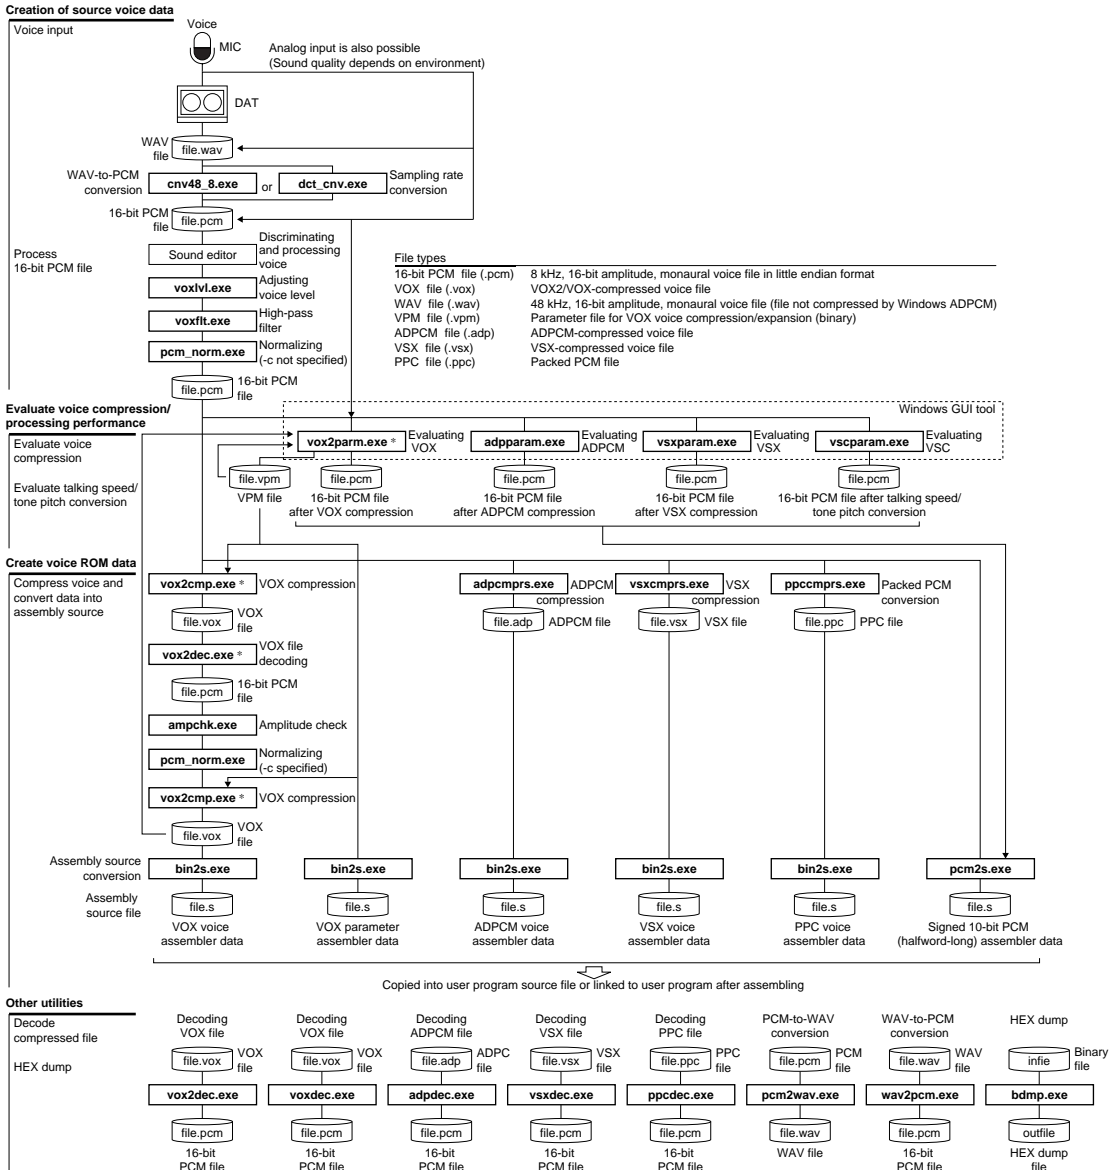 Creation of source voice data
Voice input
Voice
MIC
Analog input is also possible
(Sound quality depends on environment)
DAT
WAV
file
file.wav
WAV-to-PCM
conversion
cnv48_8.exe
or
dct_cnv.exe
Sampling rate
conversion
16-bit PCM
file
file.pcm
Process
16-bit PCM file
Sound editor
Discriminating
and processing
voice
voxlvl.exe
Adjusting
voice level
voxflt.exe
High-pass
filter
pcm_norm.exe
Normalizing
(-c not specified)
file.pcm
16-bit PCM
file
File types
16-bit PCM file (.pcm) 8 kHz, 16-bit amplitude, monaural voice file in little endian format
VOX file (.vox) VOX2/VOX-compressed voice file
WAV file (.wav) 48 kHz, 16-bit amplitude, monaural voice file (file not compressed by Windows ADPCM)
VPM file (.vpm) Parameter file for VOX voice compression/expansion (binary)
ADPCM file (.adp) ADPCM-compressed voice file
VSX file (.vsx) VSX-compressed voice file
PPC file (.ppc) Packed PCM file
Evaluate voice compression/
processing performance
Evaluate voice
compression
Evaluate talking speed/
tone pitch conversion
Windows GUI tool
vox2parm.exe *
Evaluating
VOX
adpparam.exe
Evaluating
ADPCM
vsxparam.exe
Evaluating
VSX
vscparam.exe
Evaluating
VSC
file.vpm
VPM file
file.pcm
16-bit PCM file
after VOX compression
file.pcm
16-bit PCM file
after ADPCM compression
file.pcm
16-bit PCM file
after VSX compression
file.pcm
16-bit PCM file after talking speed/
tone pitch conversion
Create voice ROM data
Compress voice and
convert data into
assembly source
vox2cmp.exe *
VOX compression
adpcmprs.exe
ADPCM
compression
vsxcmprs.exe
VSX
compression
ppccmprs.exe
Packed PCM
conversion
file.vox
VOX
file
file.adp
ADPCM file
file.vsx
VSX file
file.ppc
PPC file
vox2dec.exe *
VOX file
decoding
file.pcm
16-bit PCM
file
ampchk.exe
Amplitude check
pcm_norm.exe
Normalizing
(-c specified)
vox2cmp.exe *
VOX compression
file.vox
VOX
file
Assembly source
conversion
bin2s.exe
bin2s.exe
bin2s.exe
bin2s.exe
bin2s.exe
pcm2s.exe
Assembly
source file
file.s
file.s
file.s
file.s
file.s
file.s
VOX voice
assembler data
VOX parameter
assembler data
ADPCM voice
assembler data
VSX voice
assembler data
PPC voice
assembler data
Signed 10-bit PCM
(halfword-long) assembler data
Copied into user program source file or linked to user program after assembling
Other utilities
Decode
compressed file
HEX dump
Decoding
VOX file
file.vox
VOX
file
vox2dec.exe
file.pcm
16-bit
PCM file
Decoding
VOX file
file.vox
VOX
file
voxdec.exe
file.pcm
16-bit
PCM file
Decoding
ADPCM file
file.adp
ADPC
file
adpdec.exe
file.pcm
16-bit
PCM file
Decoding
VSX file
file.vsx
VSX
file
vsxdec.exe
file.pcm
16-bit
PCM file
Decoding
PPC file
file.ppc
PPC
file
ppcdec.exe
file.pcm
16-bit
PCM file
PCM-to-WAV
conversion
file.pcm
PCM
file
pcm2wav.exe
file.wav
WAV file
WAV-to-PCM
conversion
file.wav
WAV
file
wav2pcm.exe
file.pcm
16-bit
PCM file
HEX dump
infie
Binary
file
bdmp.exe
outfile
HEX dump
file